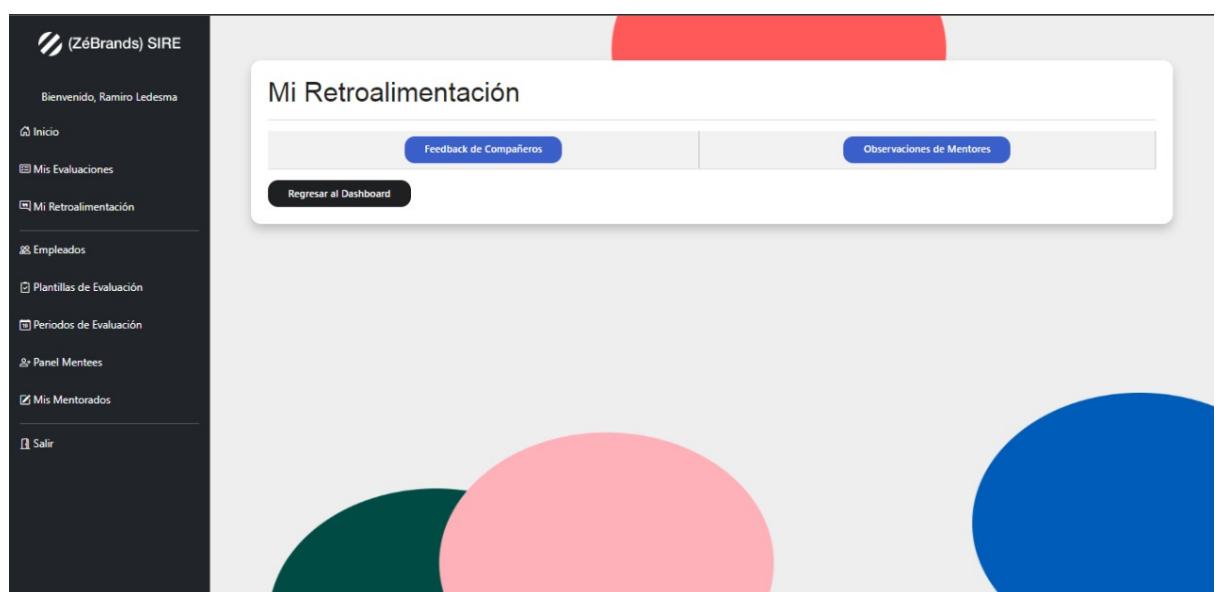 (ZéBrands) SIRE
Bienvenido, Ramiro Ledesma
Inicio
Mis Evaluaciones
Mi Retroalimentación
Empleados
Plantillas de Evaluación
Periodos de Evaluación
Panel Mentees
Mis Mentorados
Salir
Mi Retroalimentación
Feedback de Compañeros
Observaciones de Mentores
Regresar al Dashboard